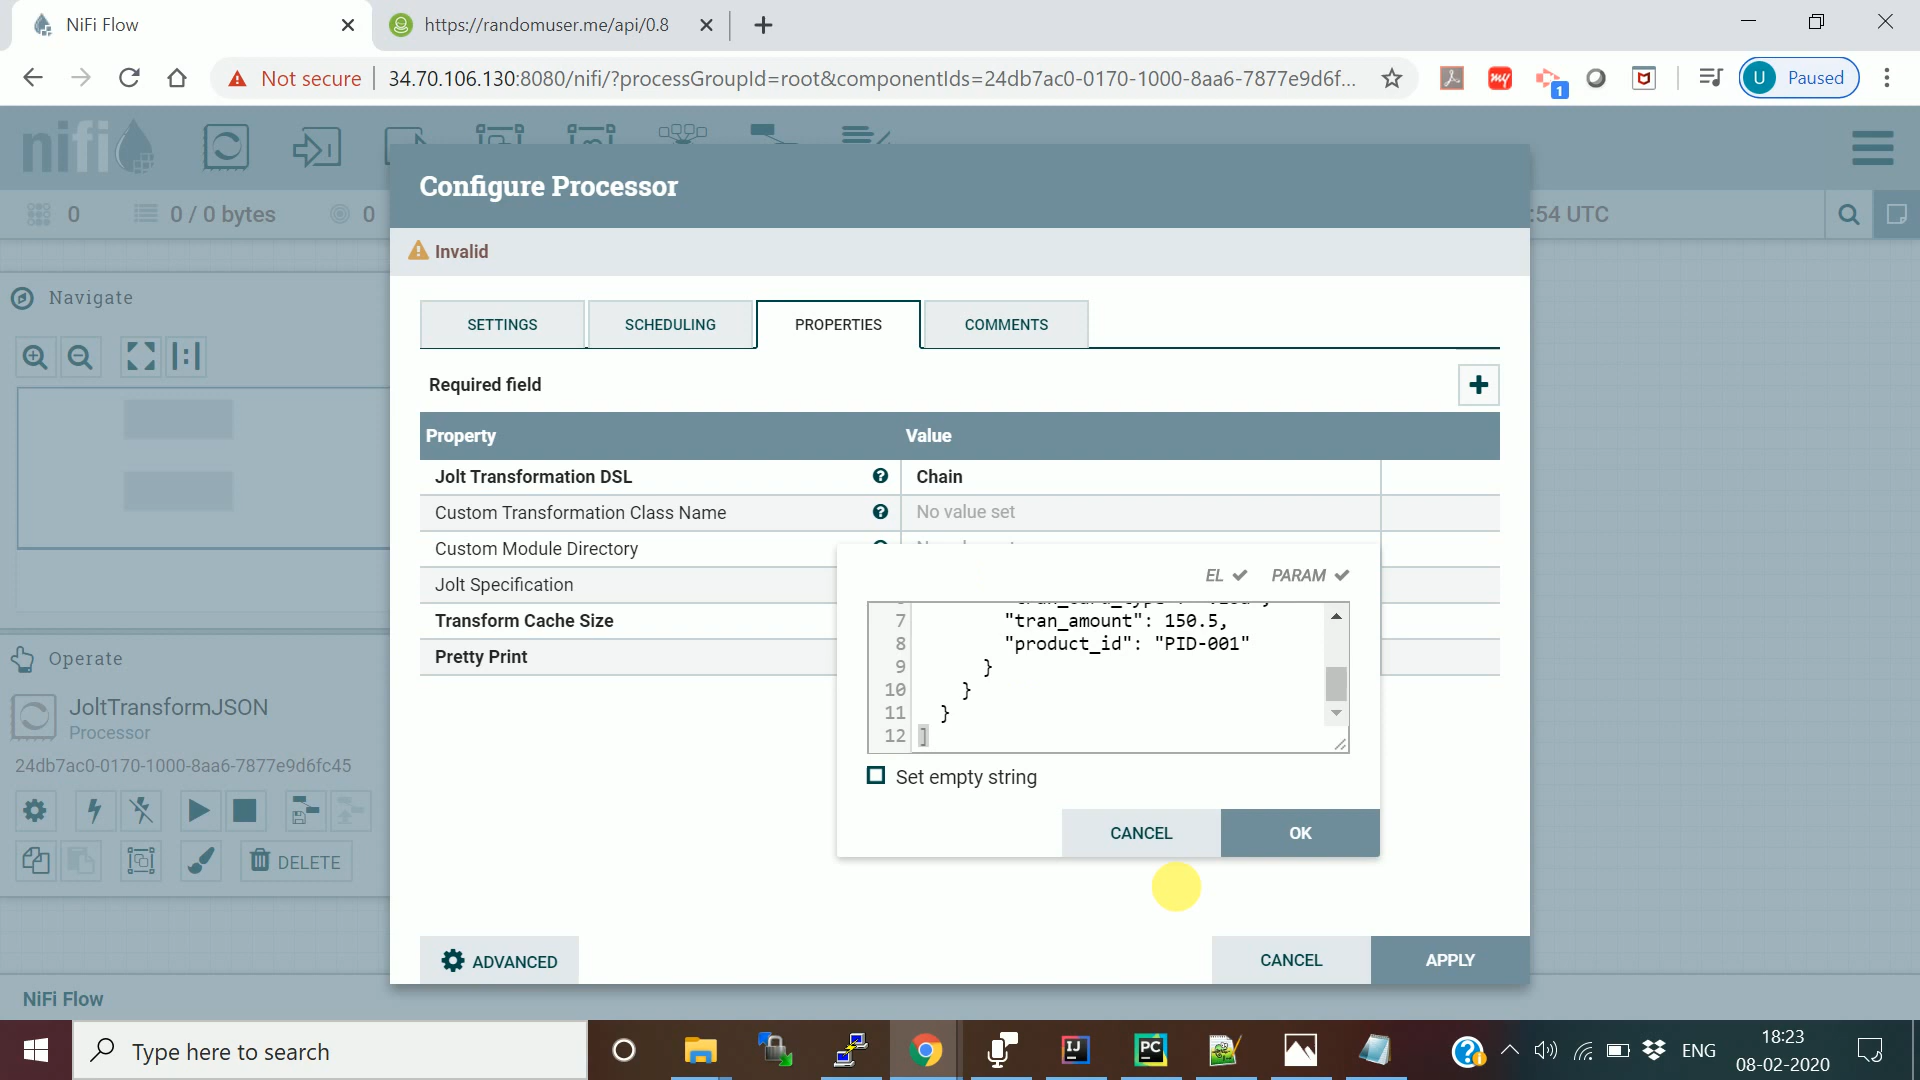 NiFi Flow
https://randomuser.me/api/0.8
Not secure
34.70.106.130:8080/nifi/?processGroupId=root&componentIds=24db7ac0-0170-1000-8aa6-7877e9d6f...
my
1
U
Paused
nifi
0
0 / 0 bytes
0
:54 UTC
Configure Processor
Invalid
SETTINGS
SCHEDULING
PROPERTIES
COMMENTS
Required field
Property
Value
Jolt Transformation DSL
Chain
Custom Transformation Class Name
No value set
Custom Module Directory
Jolt Specification
Transform Cache Size
Pretty Print
EL
PARAM
7 "tran_amount": 150.5,
8 "product_id": "PID-001"
9 }
10 }
11 }
12 ]
Set empty string
CANCEL
OK
ADVANCED
CANCEL
APPLY
Navigate
Operate
JoltTransformJSON
Processor
24db7ac0-0170-1000-8aa6-7877e9d6fc45
DELETE
NiFi Flow
Type here to search
IJ
PC
ENG
18:23
08-02-2020